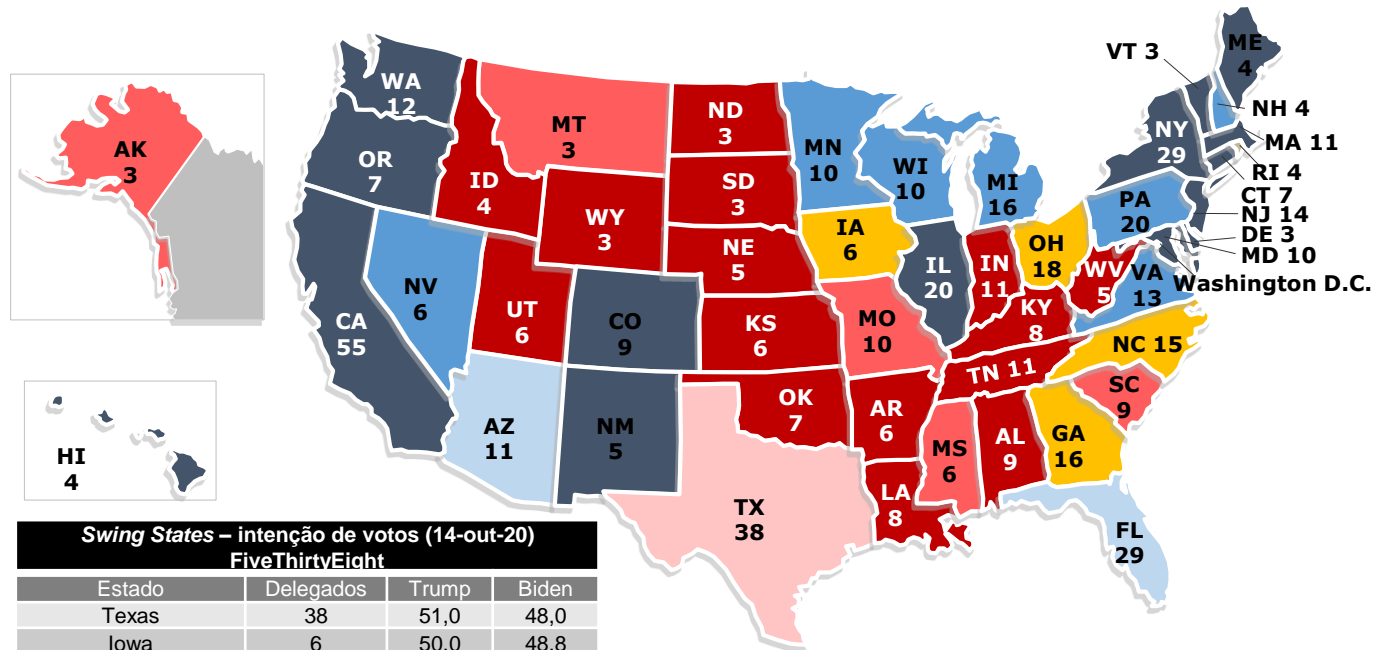 WA
12
OR
7
CA
55
NV
6
ID
4
MT
3
WY
3
UT
6
CO
9
AZ
11
NM
5
ND
3
SD
3
NE
5
KS
6
OK
7
TX
38
MN
10
IA
6
MO
10
AR
6
LA
8
WI
10
IL
20
MI
16
IN
11
OH
18
KY
8
TN 11
MS
6
AL
9
GA
16
FL
29
SC
9
NC 15
VA
13
WV
5
PA
20
NY
29
VT 3
ME
4
NH 4
MA 11
RI 4
CT 7
NJ 14
DE 3
MD 10
Washington D.C.
AK
3
HI
4
Swing States – intenção de votos (14-out-20)
FiveThirtyEight
Estado Delegados Trump Biden
Texas 38 51,0 48,0
Iowa 6 50,0 48,8